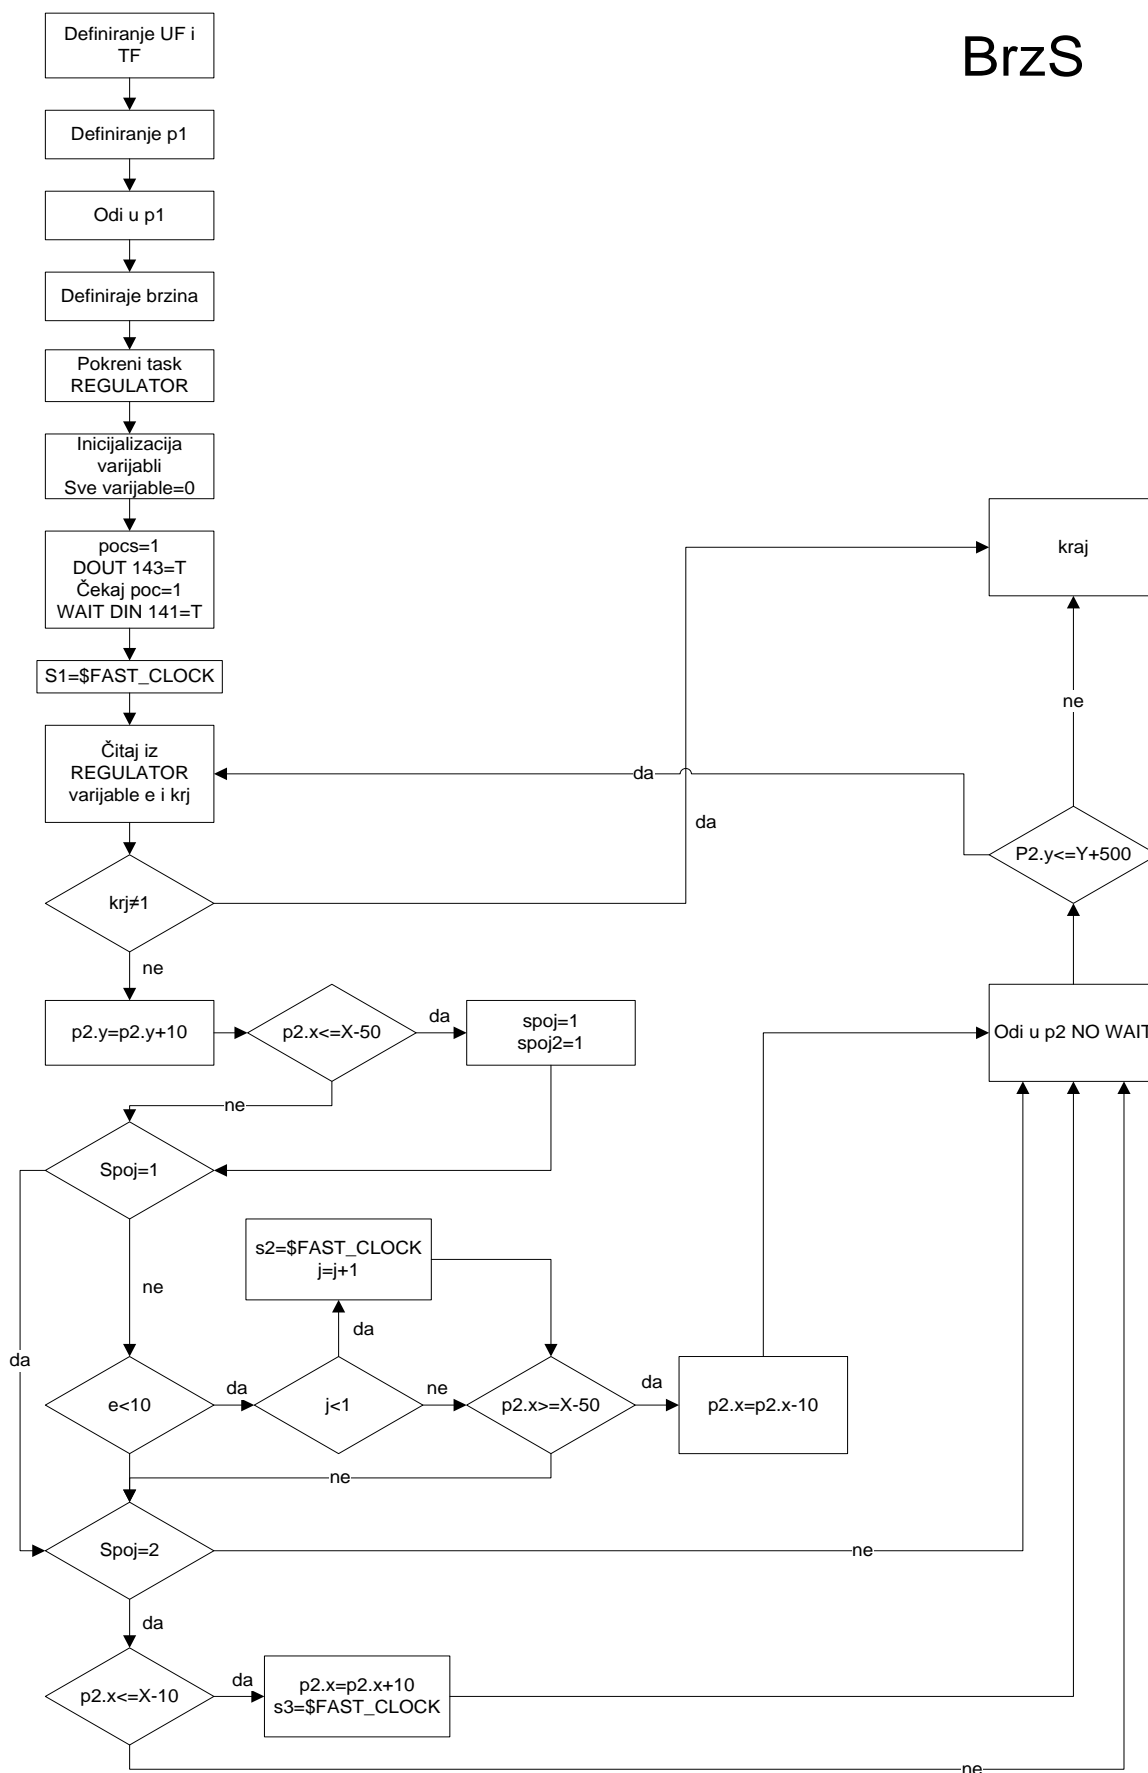 BrzS
Definiranje UF i
TF
Definiranje p1
Odi u p1
Definiraje brzina
Pokreni task
REGULATOR
Inicijalizacija
varijabli
Sve varijable=0
pocs=1
DOUT 143=T
Čekaj poc=1
WAIT DIN 141=T
S1=$FAST_CLOCK
Čitaj iz
REGULATOR
varijable e i krj
krj≠1
da
ne
p2.y=p2.y+10
p2.x<=X-50
da
spoj=1
spoj2=1
ne
Spoj=1
da
ne
s2=$FAST_CLOCK
j=j+1
da
e<10
da
j<1
ne
p2.x>=X-50
da
p2.x=p2.x-10
ne
Spoj=2
ne
da
p2.x<=X-10
da
p2.x=p2.x+10
s3=$FAST_CLOCK
ne
Odi u p2 NO WAIT
P2.y<=Y+500
da
ne
kraj